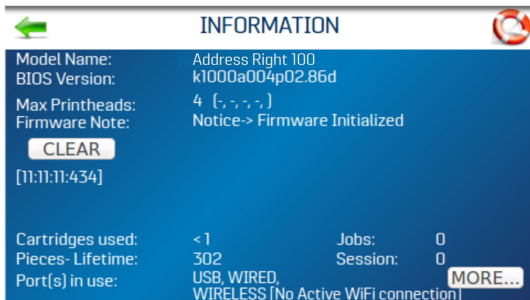 INFORMATION
Model Name: Address Right 100
BIOS Version: k1000a004p02.86d
Max Printheads: 4 (-, -, -, -, )
Firmware Note: Notice-> Firmware Initialized
CLEAR
[11:11:11:434]
Cartridges used: <1 Jobs: 0
Pieces- Lifetime: 302 Session: 0
Port(s) in use: USB, WIRED, MORE...
WIRELESS [No Active WiFi connection]